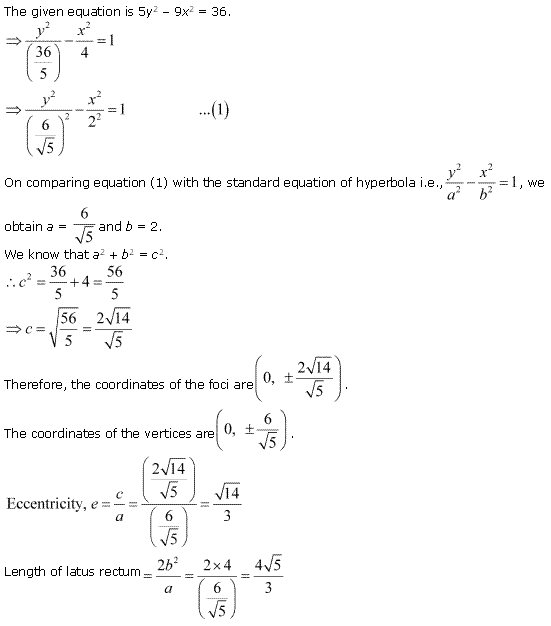 The given equation is 5y² – 9x² = 36.
⇒ y²/(36/5) − x²/4 = 1
⇒ y²/(6/√5)² − x²/2² = 1 ...(1)
On comparing equation (1) with the standard equation of hyperbola i.e., y²/a² − x²/b² = 1, we
obtain a = 6/√5 and b = 2.
We know that a² + b² = c².
∴ c² = 36/5 + 4 = 56/5
⇒ c = √(56/5) = 2√14/√5
Therefore, the coordinates of the foci are (0, ± 2√14/√5).
The coordinates of the vertices are (0, ± 6/√5).
Eccentricity, e = c/a = (2√14/√5)/(6/√5) = √14/3
Length of latus rectum = 2b²/a = 2×4/(6/√5) = 4√5/3